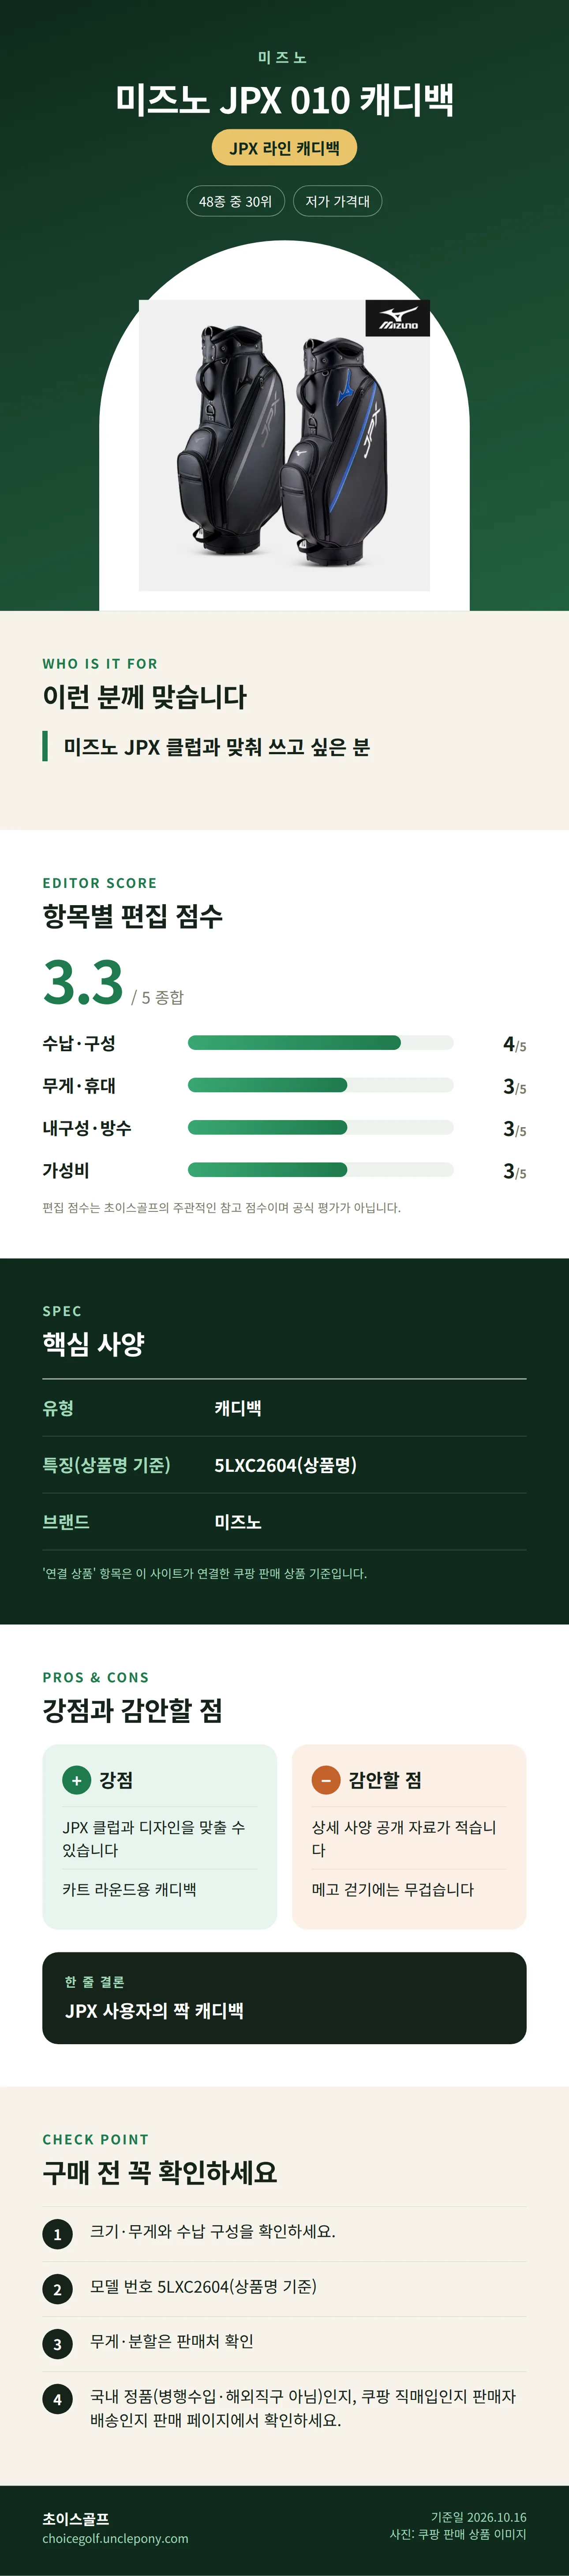 미즈노
미즈노 JPX 010 캐디백
JPX 라인 캐디백
48종 중 30위
저가 가격대
MIZUNO
JPX
JPX
WHO IS IT FOR
이런 분께 맞습니다
미즈노 JPX 클럽과 맞춰 쓰고 싶은 분
EDITOR SCORE
항목별 편집 점수
3.3 / 5 종합
수납·구성 4/5
무게·휴대 3/5
내구성·방수 3/5
가성비 3/5
편집 점수는 초이스골프의 주관적인 참고 점수이며 공식 평가가 아닙니다.
SPEC
핵심 사양
유형 캐디백
특징(상품명 기준) 5LXC2604(상품명)
브랜드 미즈노
'연결 상품' 항목은 이 사이트가 연결한 쿠팡 판매 상품 기준입니다.
PROS & CONS
강점과 감안할 점
+ 강점
JPX 클럽과 디자인을 맞출 수
있습니다
카트 라운드용 캐디백
− 감안할 점
상세 사양 공개 자료가 적습니
다
메고 걷기에는 무겁습니다
한 줄 결론
JPX 사용자의 짝 캐디백
CHECK POINT
구매 전 꼭 확인하세요
1 크기·무게와 수납 구성을 확인하세요.
2 모델 번호 5LXC2604(상품명 기준)
3 무게·분할은 판매처 확인
4 국내 정품(병행수입·해외직구 아님)인지, 쿠팡 직매입인지 판매자
배송인지 판매 페이지에서 확인하세요.
초이스골프
choicegolf.unclepony.com
기준일 2026.10.16
사진: 쿠팡 판매 상품 이미지